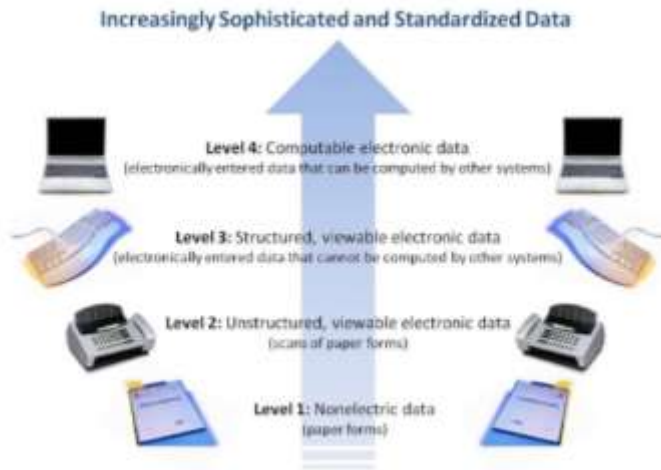 Increasingly Sophisticated and Standardized Data
Level 4: Computable electronic data
(electronically entered data that can be computed by other systems)
Level 3: Structured, viewable electronic data
(electronically entered data that cannot be computed by other systems)
Level 2: Unstructured, viewable electronic data
(scans of paper forms)
Level 1: Nonelectric data
(paper forms)